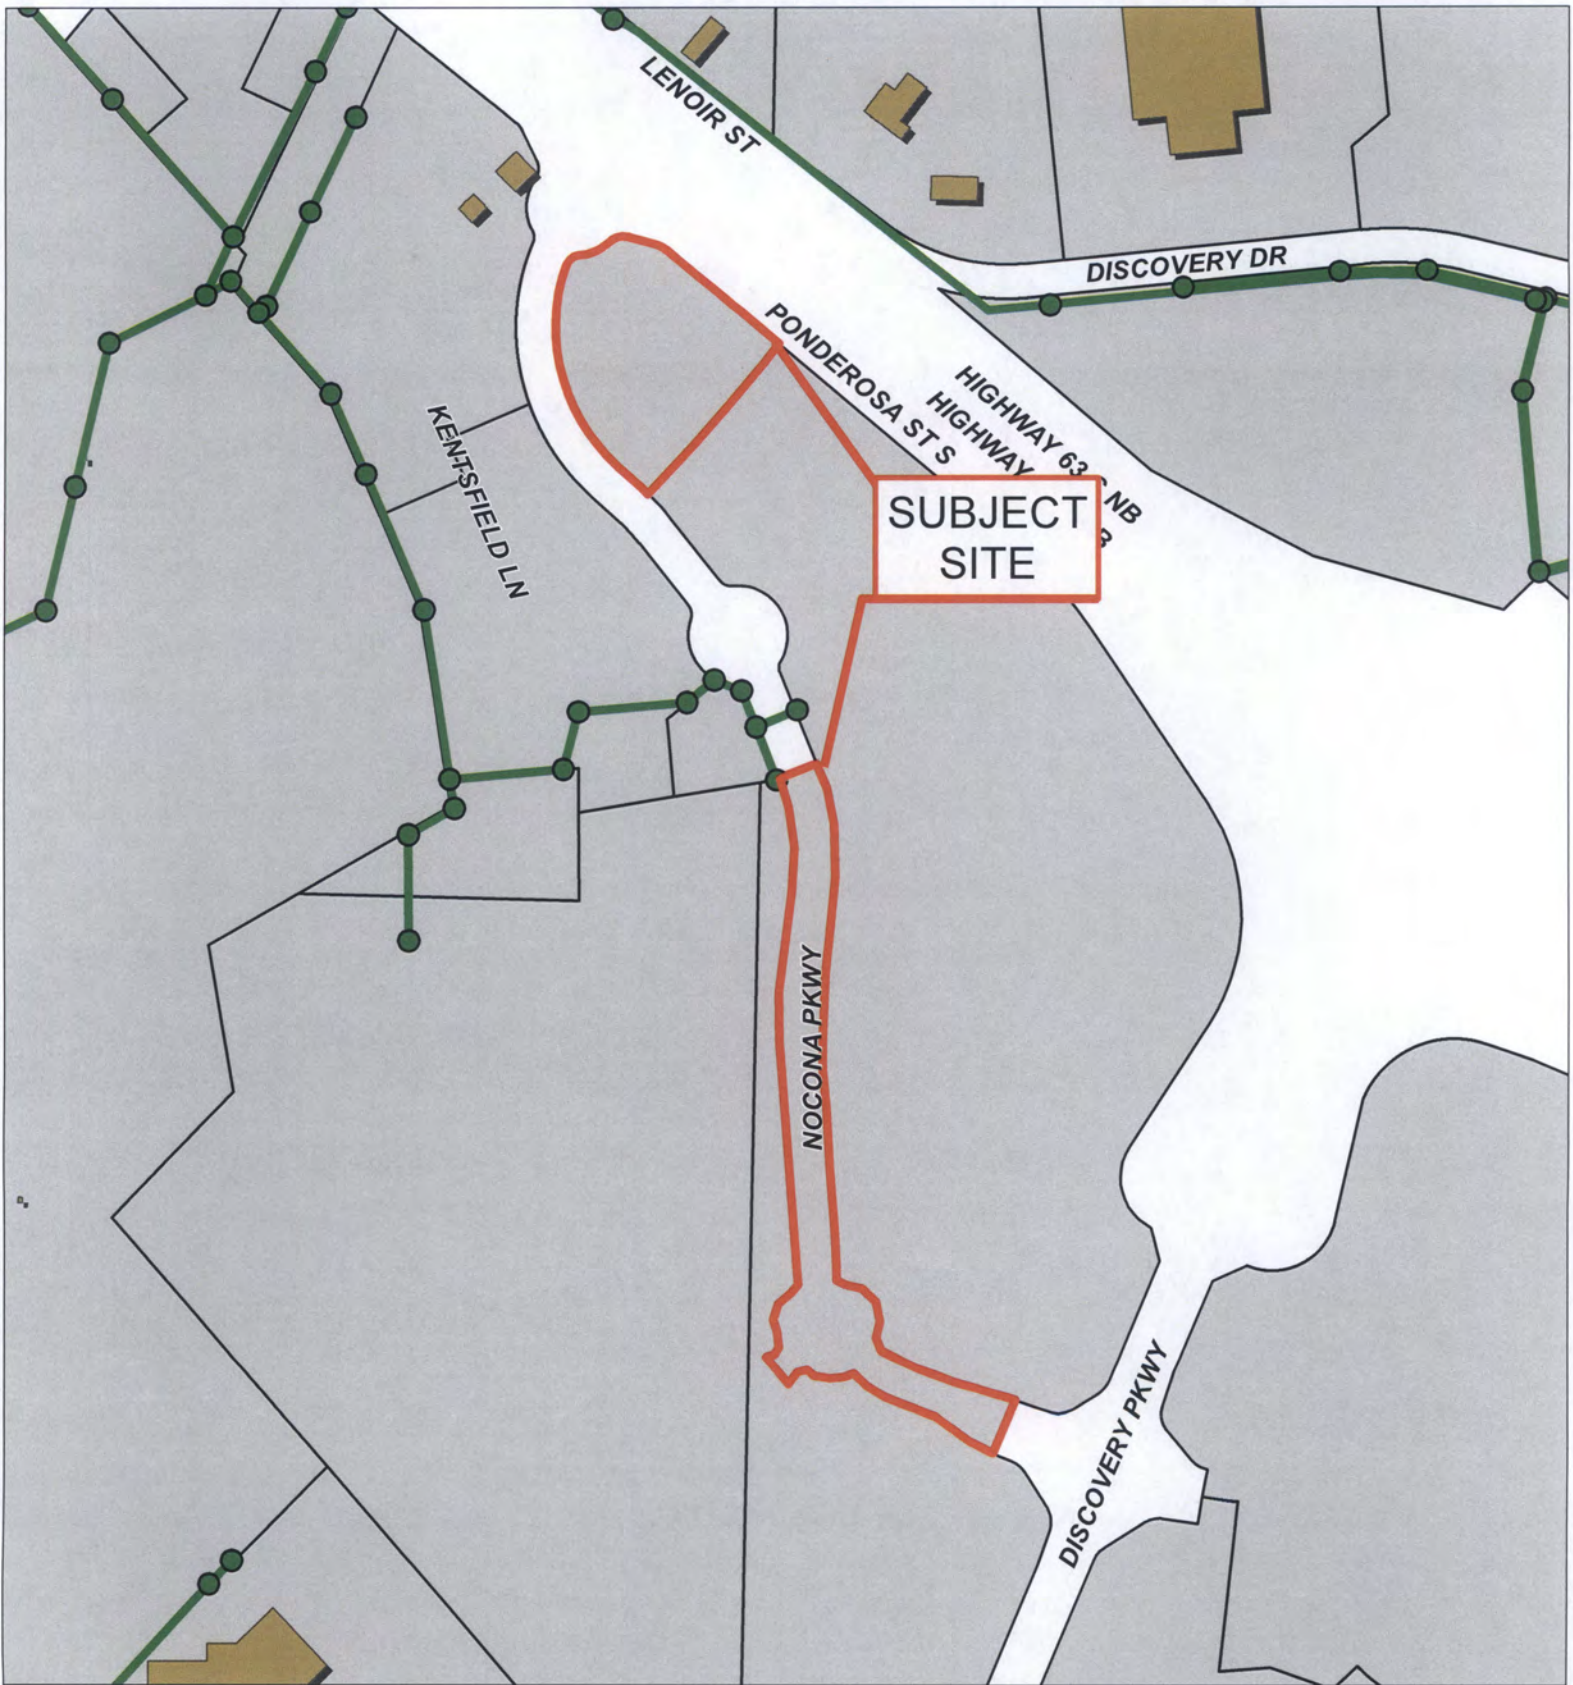 LENOIR ST
DISCOVERY DR
PONDEROSA ST S
HIGHWAY 63 S NB
HIGHWAY
KENTSFIELD LN
SUBJECT
SITE
NOCONA PKWY
DISCOVERY PKWY